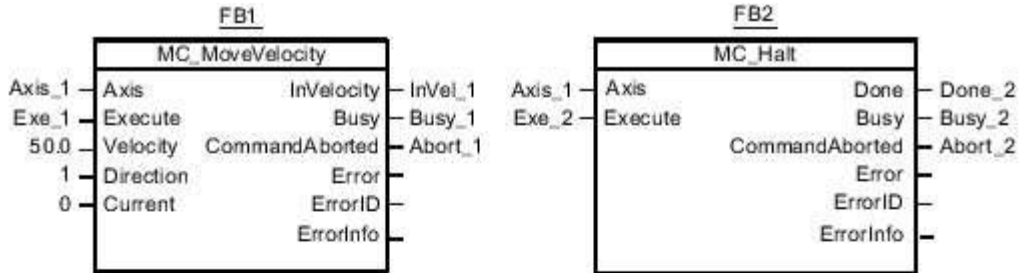 FB1 FB2
MC_MoveVelocity MC_Halt
Axis_1 Axis InVelocity InVel_1 Axis_1 Axis Done Done_2
Exe_1 Execute Busy Busy_1 Exe_2 Execute Busy Busy_2
50.0 Velocity CommandAborted Abort_1 CommandAborted Abort_2
1 Direction Error Error
0 Current ErrorID ErrorID
ErrorInfo ErrorInfo